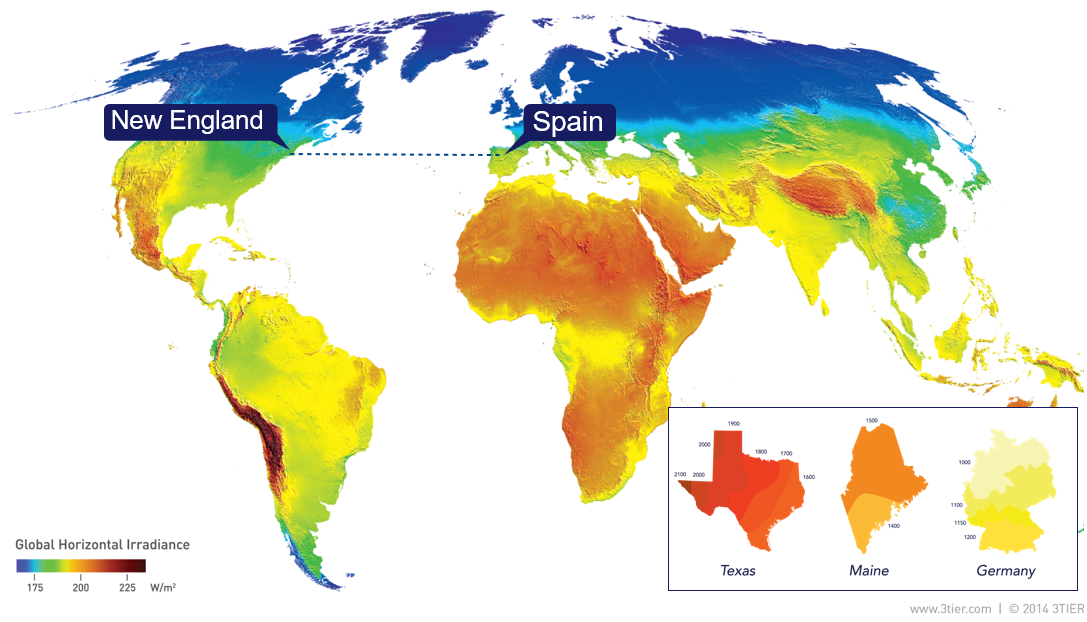 New England
Spain
1900
2000
2100
2000
1800
1700
1600
Texas
1500
1400
Maine
1000
1100
1150
1200
Germany
Global Horizontal Irradiance
175
200
225
W/m²
www.3tier.com | © 2014 3TIER